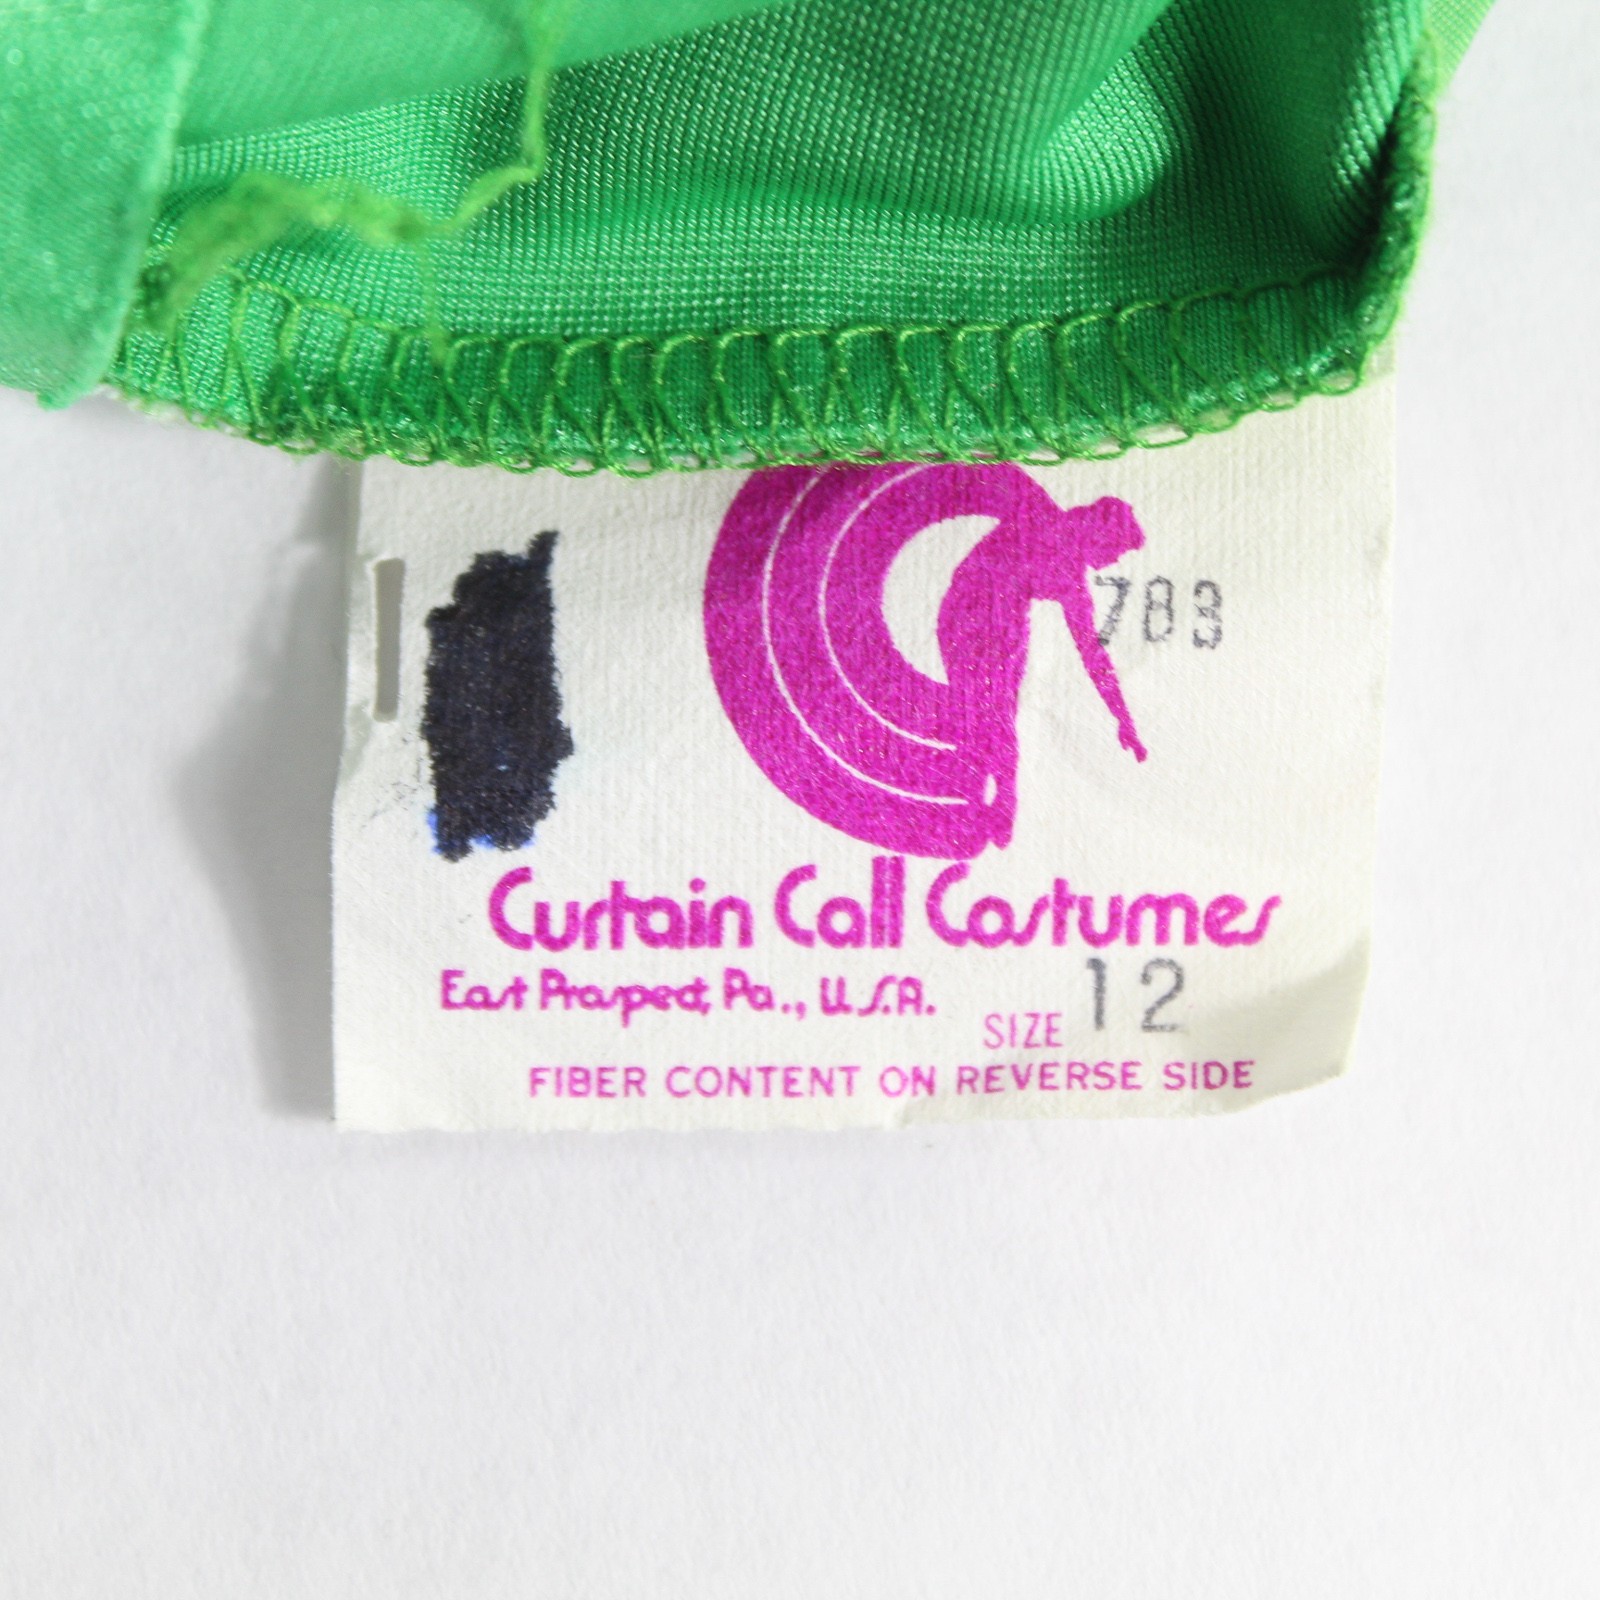 783
Curtain Call Costumes
East Prospect, Pa., U.S.A.
SIZE 12
FIBER CONTENT ON REVERSE SIDE